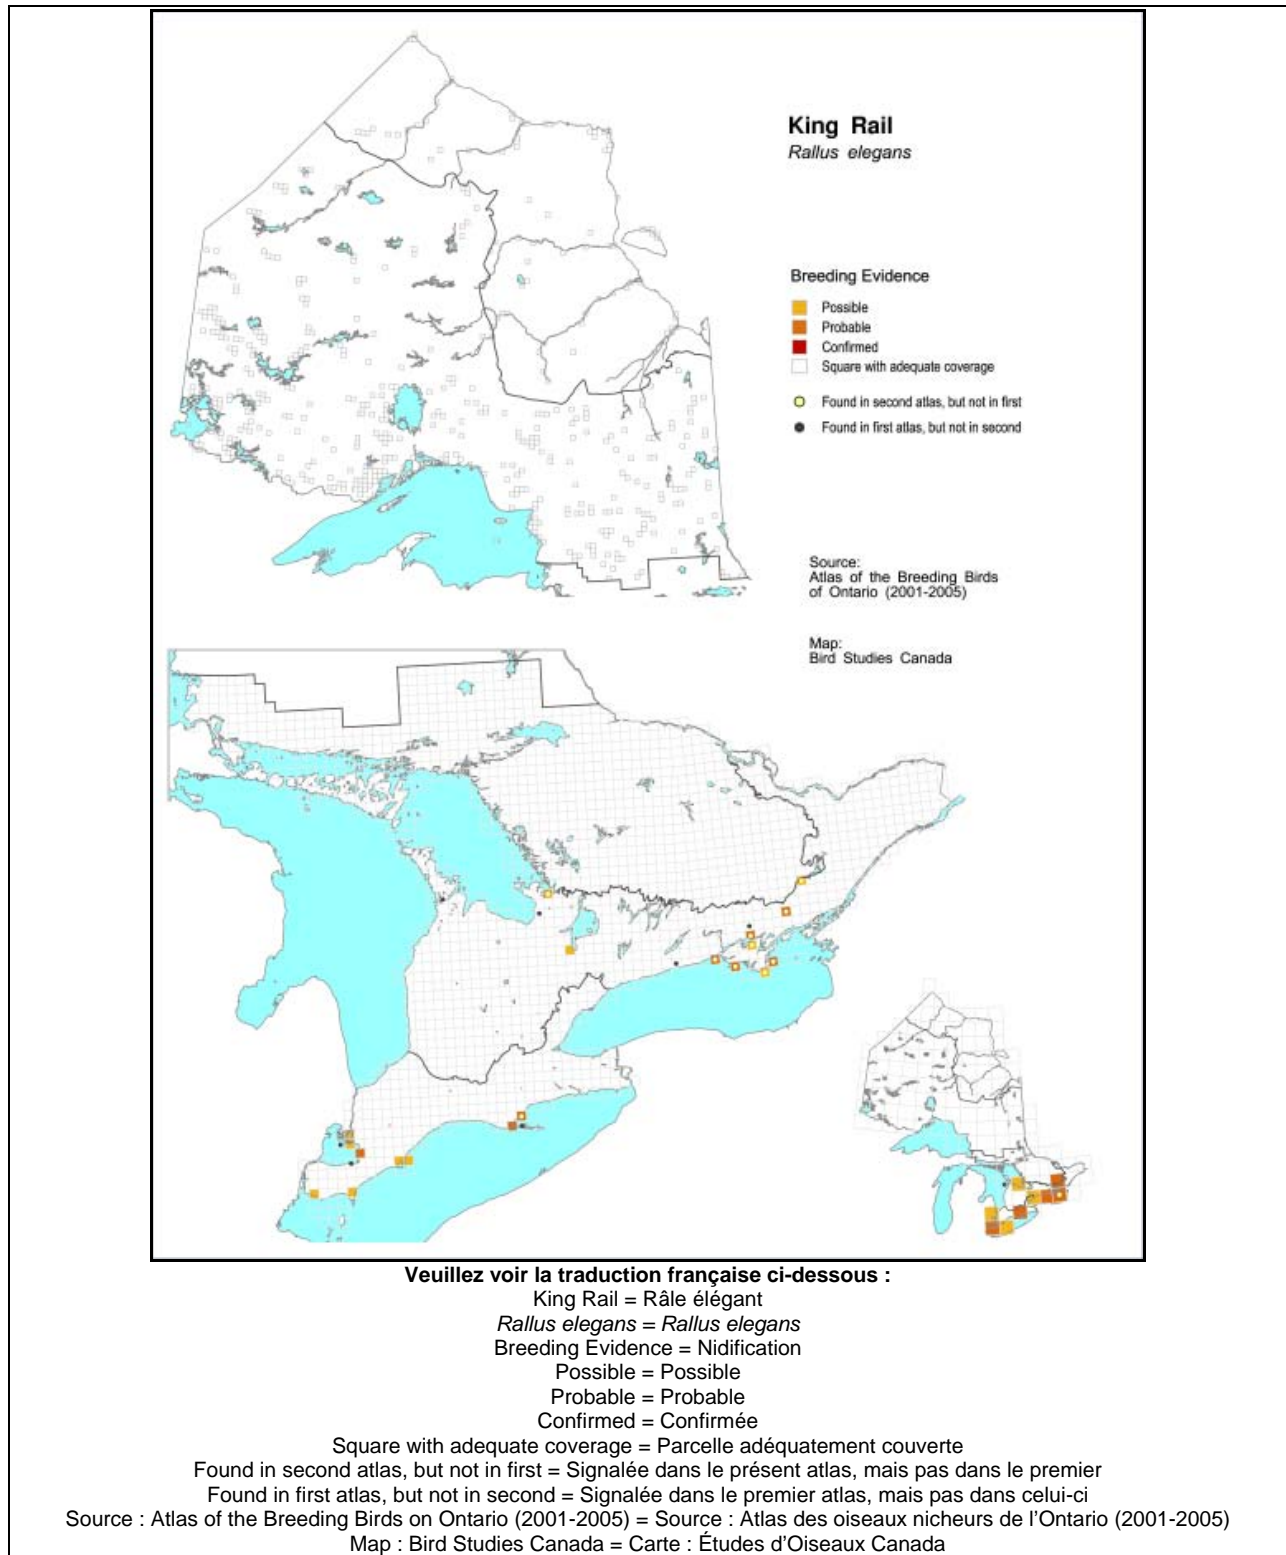 King Rail
Rallus elegans
Breeding Evidence
Possible
Probable
Confirmed
Square with adequate coverage
Found in second atlas, but not in first
Found in first atlas, but not in second
Source:
Atlas of the Breeding Birds
of Ontario (2001-2005)
Map:
Bird Studies Canada
Veuillez voir la traduction française ci-dessous :
King Rail = Râle élégant
Rallus elegans = Rallus elegans
Breeding Evidence = Nidification
Possible = Possible
Probable = Probable
Confirmed = Confirmée
Square with adequate coverage = Parcelle adéquatement couverte
Found in second atlas, but not in first = Signalée dans le présent atlas, mais pas dans le premier
Found in first atlas, but not in second = Signalée dans le premier atlas, mais pas dans celui-ci
Source : Atlas of the Breeding Birds on Ontario (2001-2005) = Source : Atlas des oiseaux nicheurs de l’Ontario (2001-2005)
Map : Bird Studies Canada = Carte : Études d’Oiseaux Canada